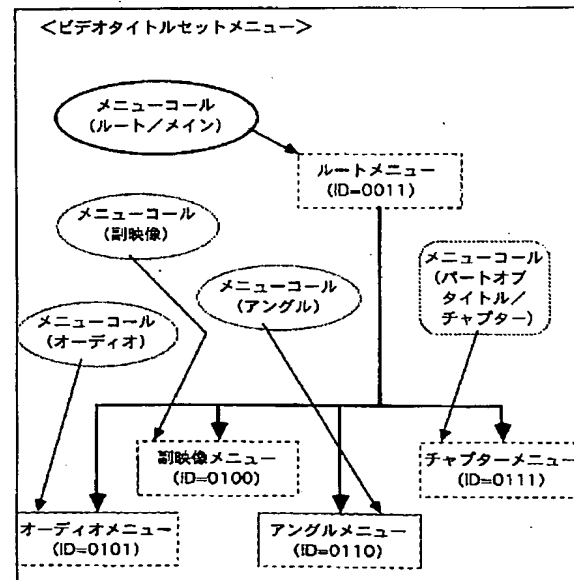 <ビデオタイトルセットメニュー>
メニューコール
(ルート/メイン)
ルートメニュー
(ID=0011)
メニューコール
(副映像)
メニューコール
(アングル)
メニューコール
(パートオブ
タイトル/
チャプター)
メニューコール
(オーディオ)
副映像メニュー
(ID=0100)
チャプターメニュー
(ID=0111)
オーディオメニュー
(ID=0101)
アングルメニュー
(ID=0110)